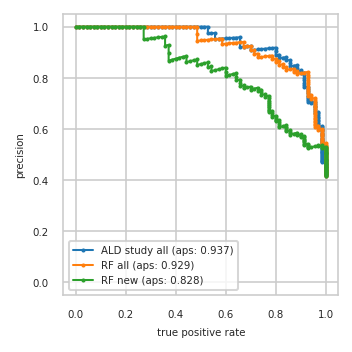 1.0
0.8
0.6
0.4
0.2
0.0
precision
ALD study all (aps: 0.937)
RF all (aps: 0.929)
RF new (aps: 0.828)
0.0 0.2 0.4 0.6 0.8 1.0
true positive rate